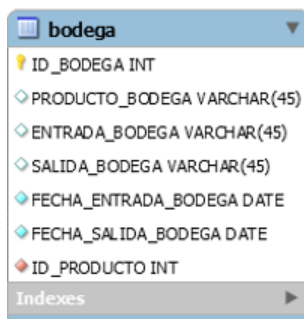 bodega
ID_BODEGA INT
PRODUCTO_BODEGA VARCHAR(45)
ENTRADA_BODEGA VARCHAR(45)
SALIDA_BODEGA VARCHAR(45)
FECHA_ENTRADA_BODEGA DATE
FECHA_SALIDA_BODEGA DATE
ID_PRODUCTO INT
Indexes